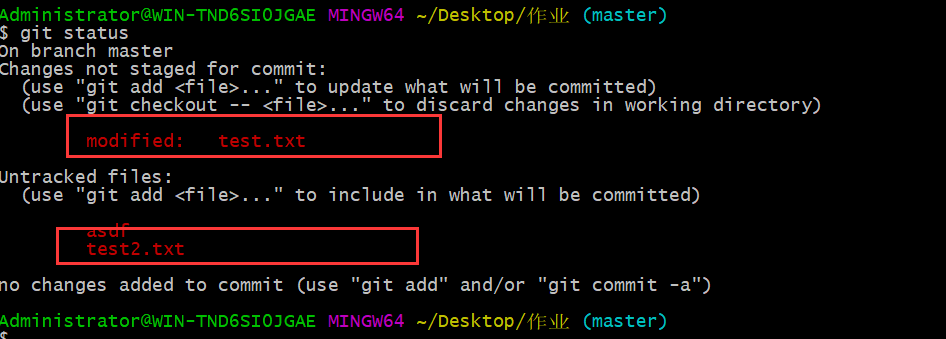 Administrator@WIN-TND6SI0JGAE MINGW64 ~/Desktop/作业 (master)
$ git status
On branch master
Changes not staged for commit:
  (use "git add <file>..." to update what will be committed)
  (use "git checkout -- <file>..." to discard changes in working directory)
        modified:   test.txt
Untracked files:
  (use "git add <file>..." to include in what will be committed)
        asdf
        test2.txt
no changes added to commit (use "git add" and/or "git commit -a")
Administrator@WIN-TND6SI0JGAE MINGW64 ~/Desktop/作业 (master)
$